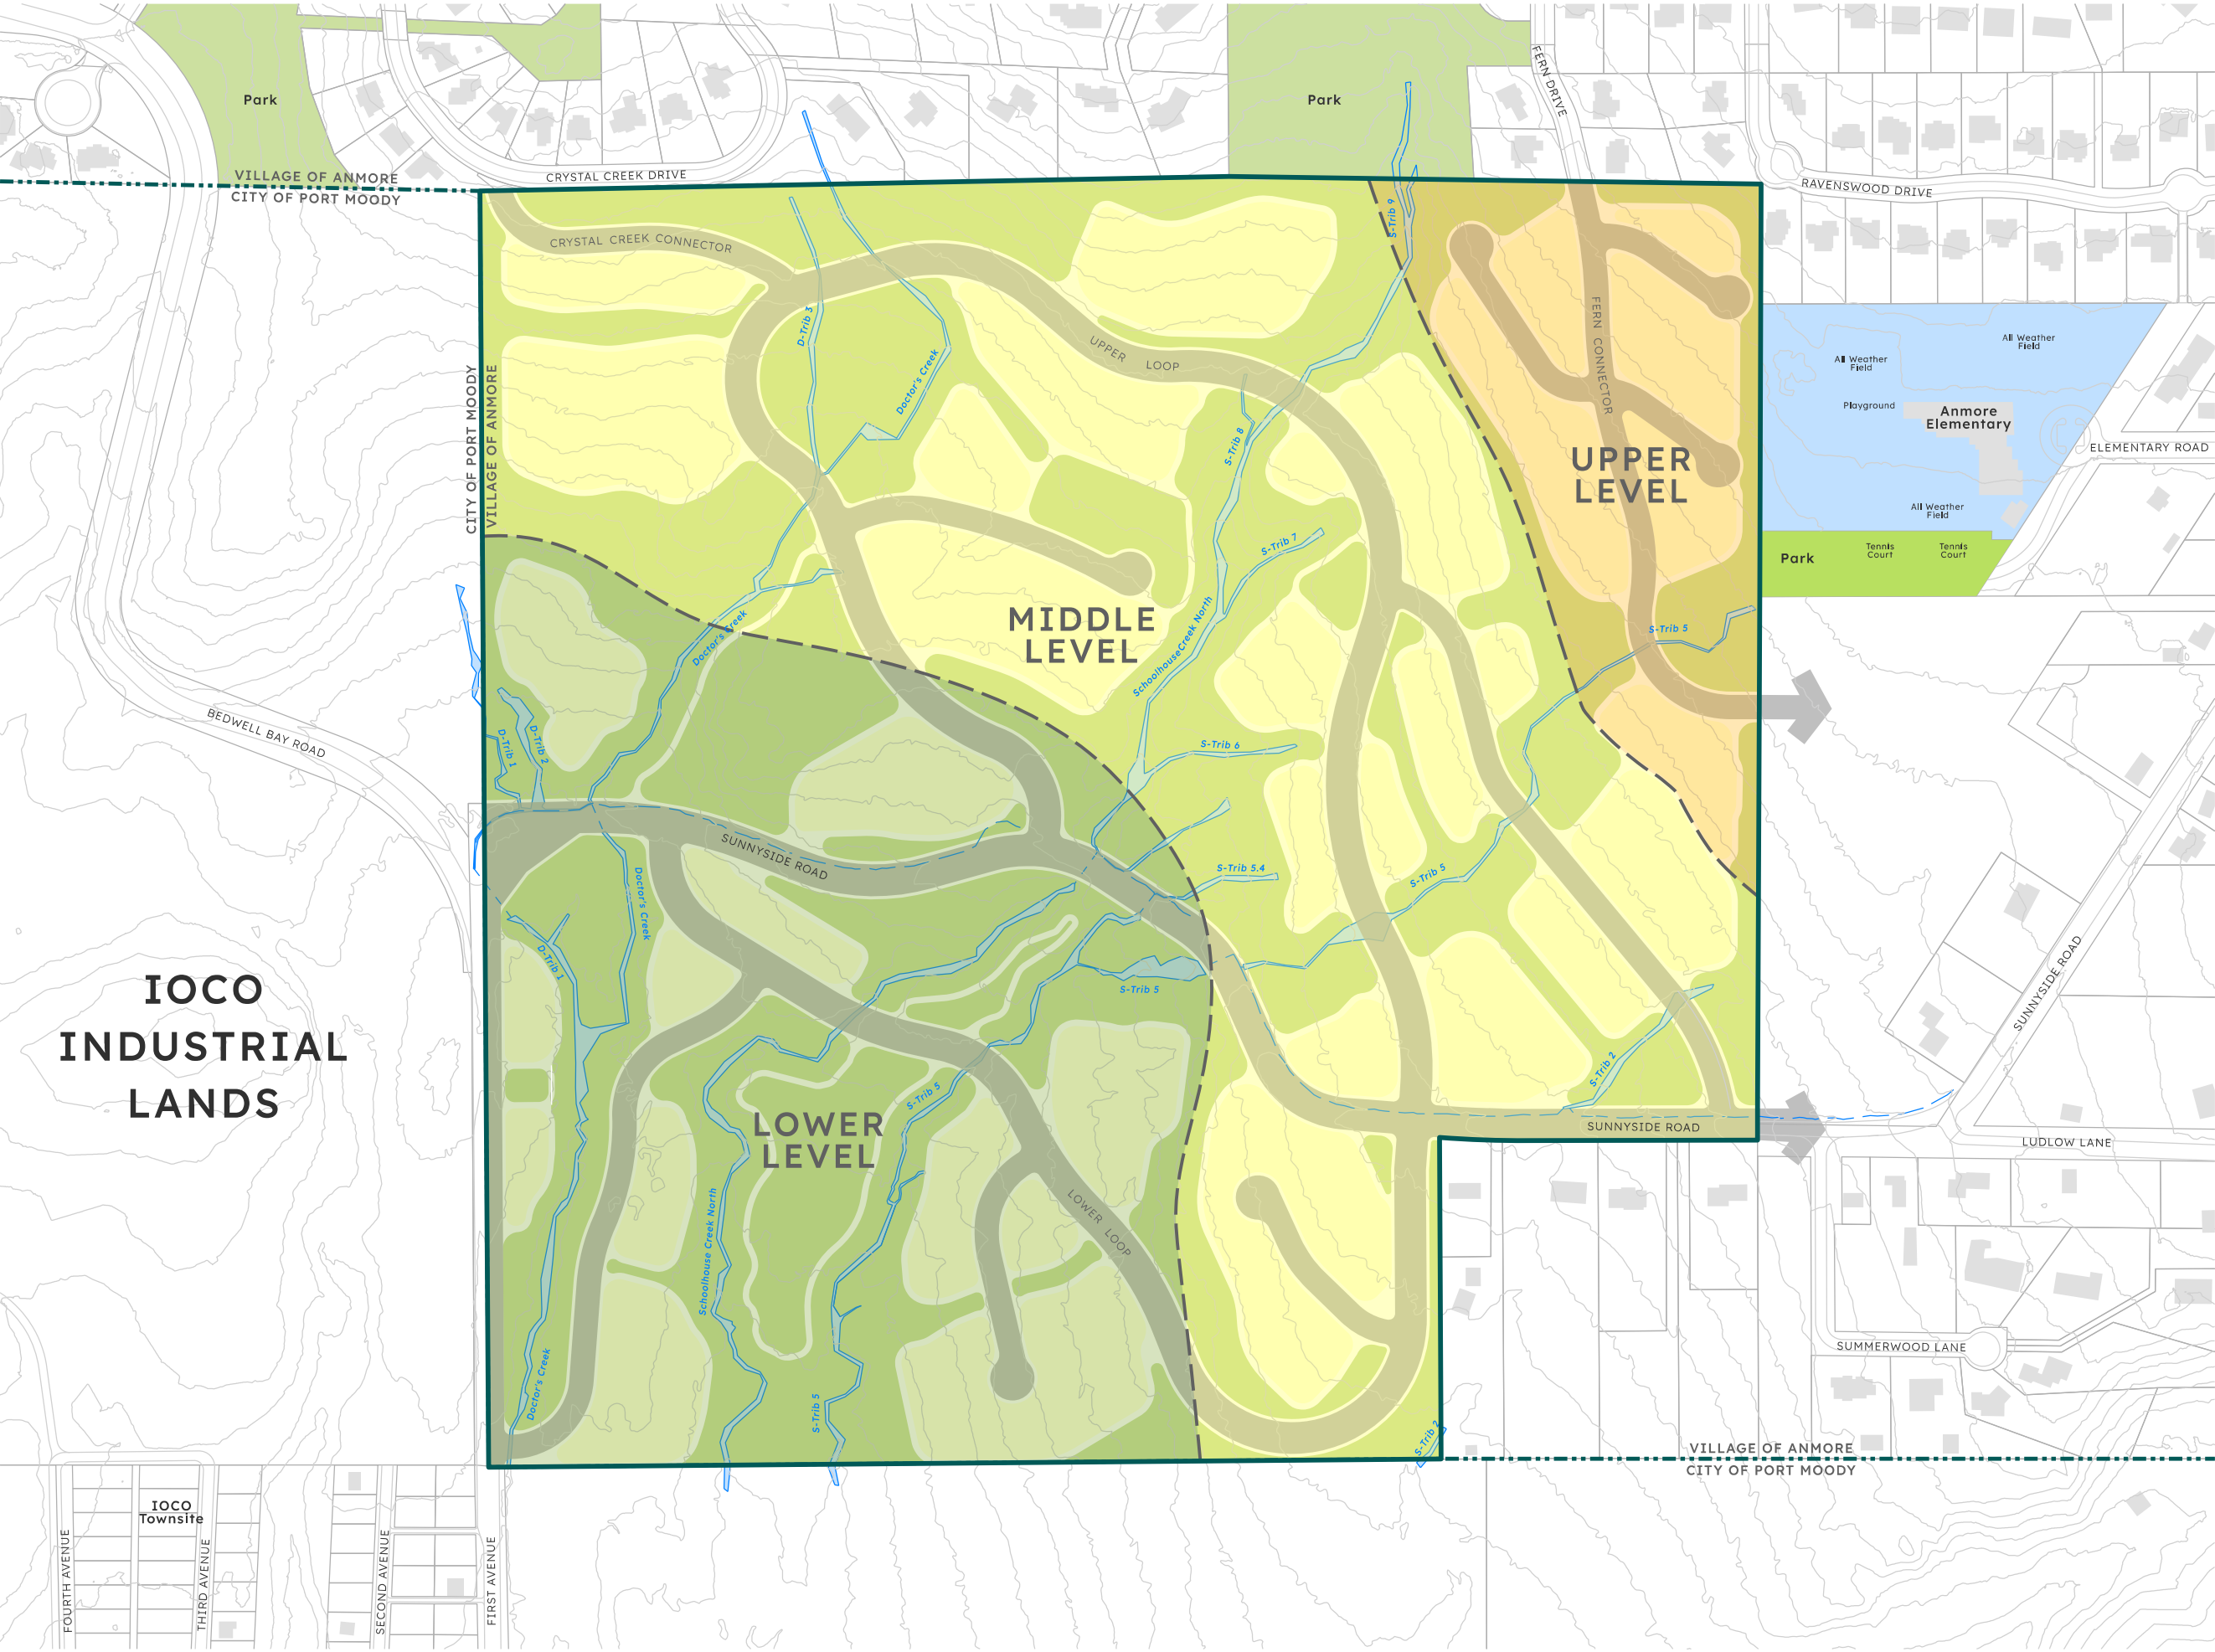 Park
Park
FERN DRIVE
VILLAGE OF ANMORE
CITY OF PORT MOODY
CRYSTAL CREEK DRIVE
RAVENSWOOD DRIVE
S-Trib 9
CRYSTAL CREEK CONNECTOR
D-Trib 3
Doctor's Creek
UPPER LOOP
FERN CONNECTOR
All Weather
Field
All Weather
Field
Playground
Anmore
Elementary
ELEMENTARY ROAD
CITY OF PORT MOODY
VILLAGE OF ANMORE
S-Trib 8
UPPER
LEVEL
All Weather
Field
S-Trib 7
Park
Tennis
Court
Tennis
Court
MIDDLE
LEVEL
Doctor's Creek
SchoolhouseCreek North
S-Trib 5
BEDWELL BAY ROAD
D-Trib 1
D-Trib 2
S-Trib 6
SUNNYSIDE ROAD
S-Trib 5.4
S-Trib 5
Doctor's Creek
D-Trib 1
S-Trib 5
SUNNYSIDE ROAD
IOCO
INDUSTRIAL
LANDS
S-Trib 2
S-Trib 5
LOWER
LEVEL
SUNNYSIDE ROAD
LUDLOW LANE
Schoolhouse Creek North
LOWER LOOP
SUMMERWOOD LANE
Doctor's Creek
S-Trib 5
S-Trib 2
VILLAGE OF ANMORE
CITY OF PORT MOODY
IOCO
Townsite
FOURTH AVENUE
THIRD AVENUE
SECOND AVENUE
FIRST AVENUE